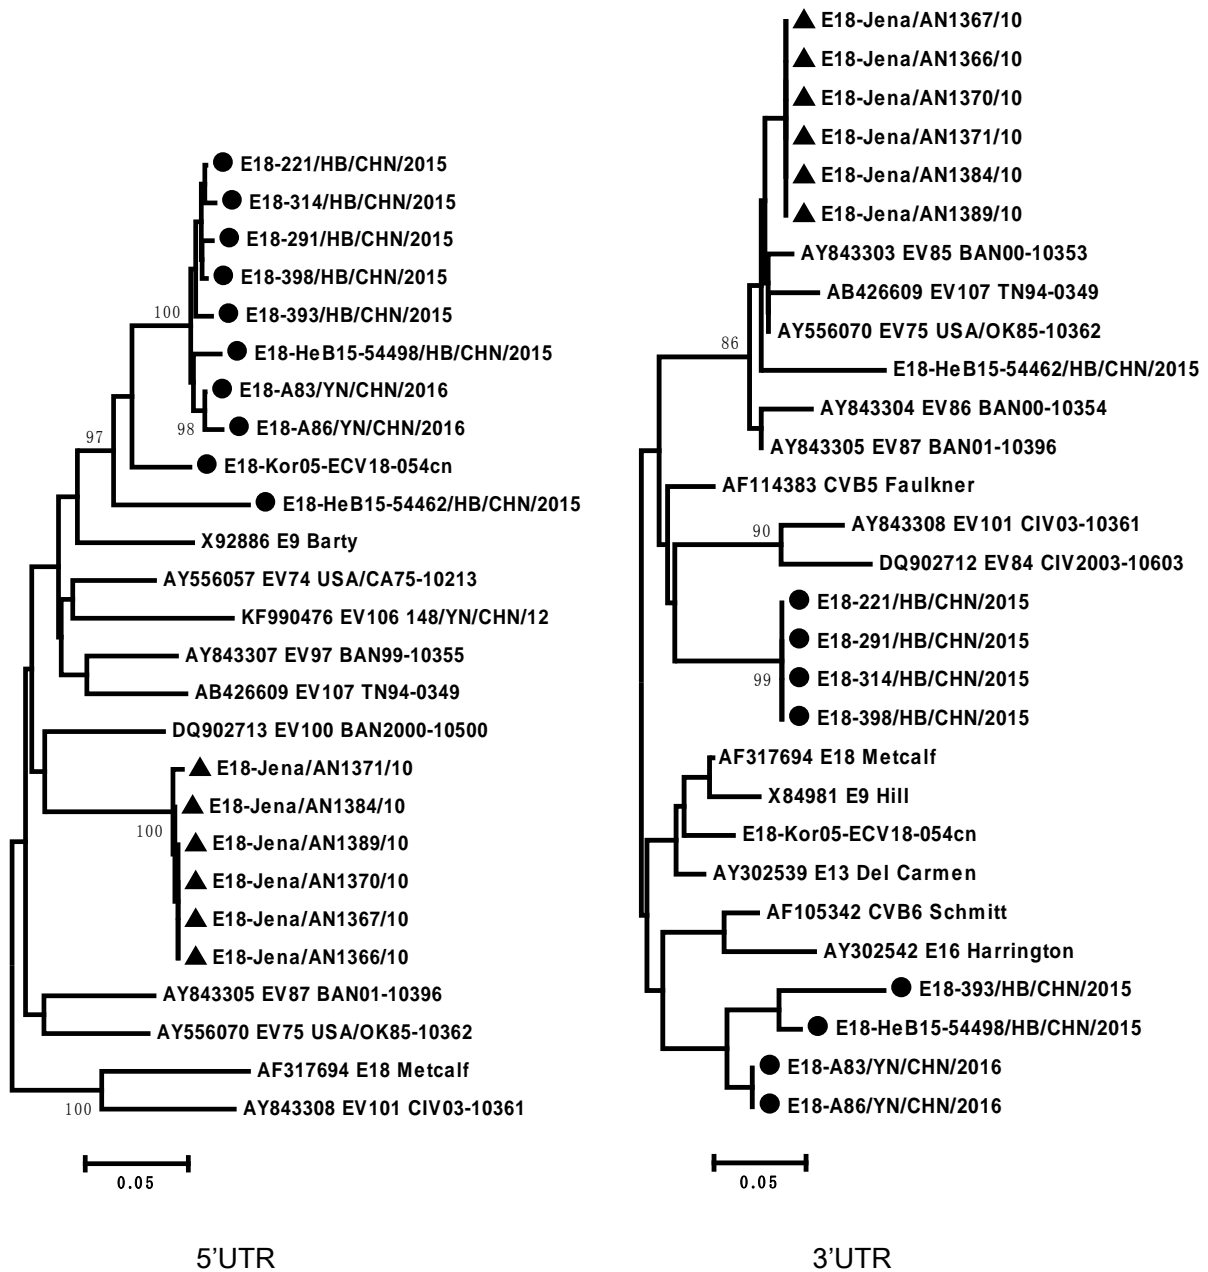 E18-221/HB/CHN/2015
E18-314/HB/CHN/2015
E18-291/HB/CHN/2015
E18-398/HB/CHN/2015
100
E18-393/HB/CHN/2015
E18-HeB15-54498/HB/CHN/2015
E18-A83/YN/CHN/2016
98
E18-A86/YN/CHN/2016
97
E18-Kor05-ECV18-054cn
E18-HeB15-54462/HB/CHN/2015
X92886 E9 Barty
AY556057 EV74 USA/CA75-10213
KF990476 EV106 148/YN/CHN/12
AY843307 EV97 BAN99-10355
AB426609 EV107 TN94-0349
DQ902713 EV100 BAN2000-10500
E18-Jena/AN1371/10
E18-Jena/AN1384/10
100
E18-Jena/AN1389/10
E18-Jena/AN1370/10
E18-Jena/AN1367/10
E18-Jena/AN1366/10
AY843305 EV87 BAN01-10396
AY556070 EV75 USA/OK85-10362
AF317694 E18 Metcalf
100
AY843308 EV101 CIV03-10361
0.05
5’UTR
E18-Jena/AN1367/10
E18-Jena/AN1366/10
E18-Jena/AN1370/10
E18-Jena/AN1371/10
E18-Jena/AN1384/10
E18-Jena/AN1389/10
AY843303 EV85 BAN00-10353
AB426609 EV107 TN94-0349
AY556070 EV75 USA/OK85-10362
86
E18-HeB15-54462/HB/CHN/2015
AY843304 EV86 BAN00-10354
AY843305 EV87 BAN01-10396
AF114383 CVB5 Faulkner
AY843308 EV101 CIV03-10361
90
DQ902712 EV84 CIV2003-10603
E18-221/HB/CHN/2015
E18-291/HB/CHN/2015
99
E18-314/HB/CHN/2015
E18-398/HB/CHN/2015
AF317694 E18 Metcalf
X84981 E9 Hill
E18-Kor05-ECV18-054cn
AY302539 E13 Del Carmen
AF105342 CVB6 Schmitt
AY302542 E16 Harrington
E18-393/HB/CHN/2015
E18-HeB15-54498/HB/CHN/2015
E18-A83/YN/CHN/2016
E18-A86/YN/CHN/2016
0.05
3’UTR